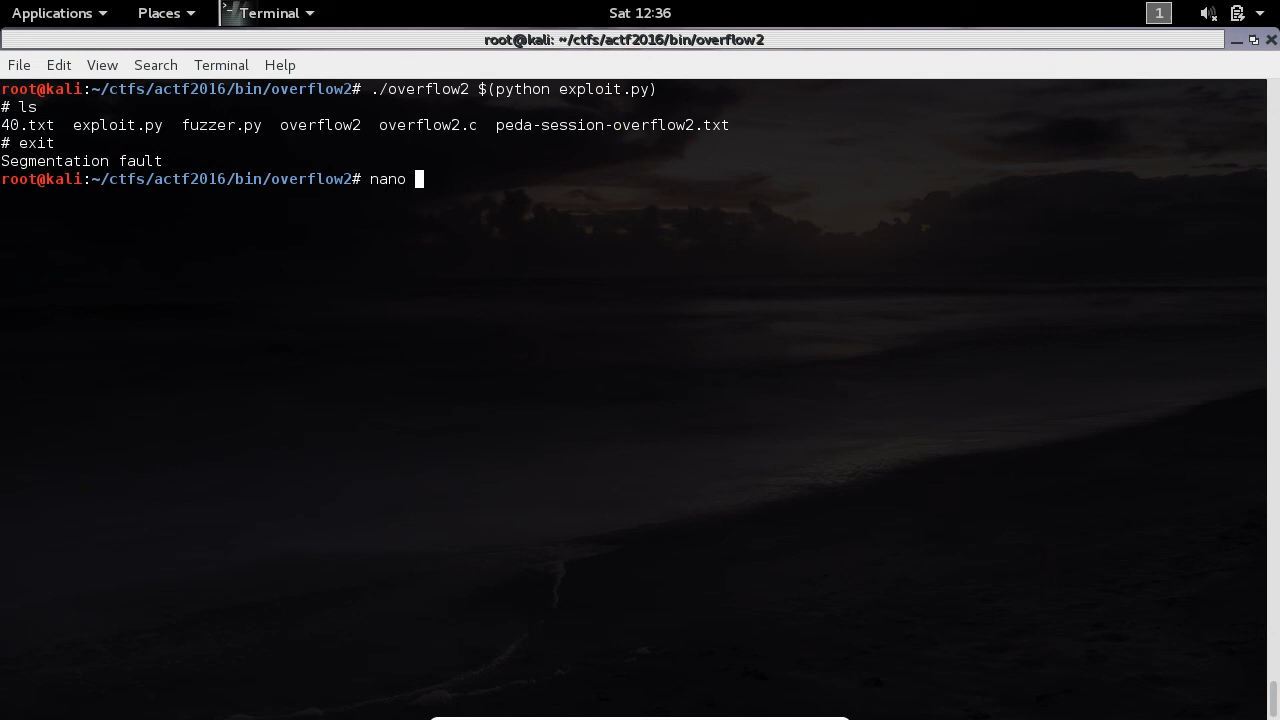 Applications Places Terminal Sat 12:36 1
root@kali: ~/ctfs/actf2016/bin/overflow2
File Edit View Search Terminal Help
root@kali:~/ctfs/actf2016/bin/overflow2# ./overflow2 $(python exploit.py)
# ls
40.txt exploit.py fuzzer.py overflow2 overflow2.c peda-session-overflow2.txt
# exit
Segmentation fault
root@kali:~/ctfs/actf2016/bin/overflow2# nano